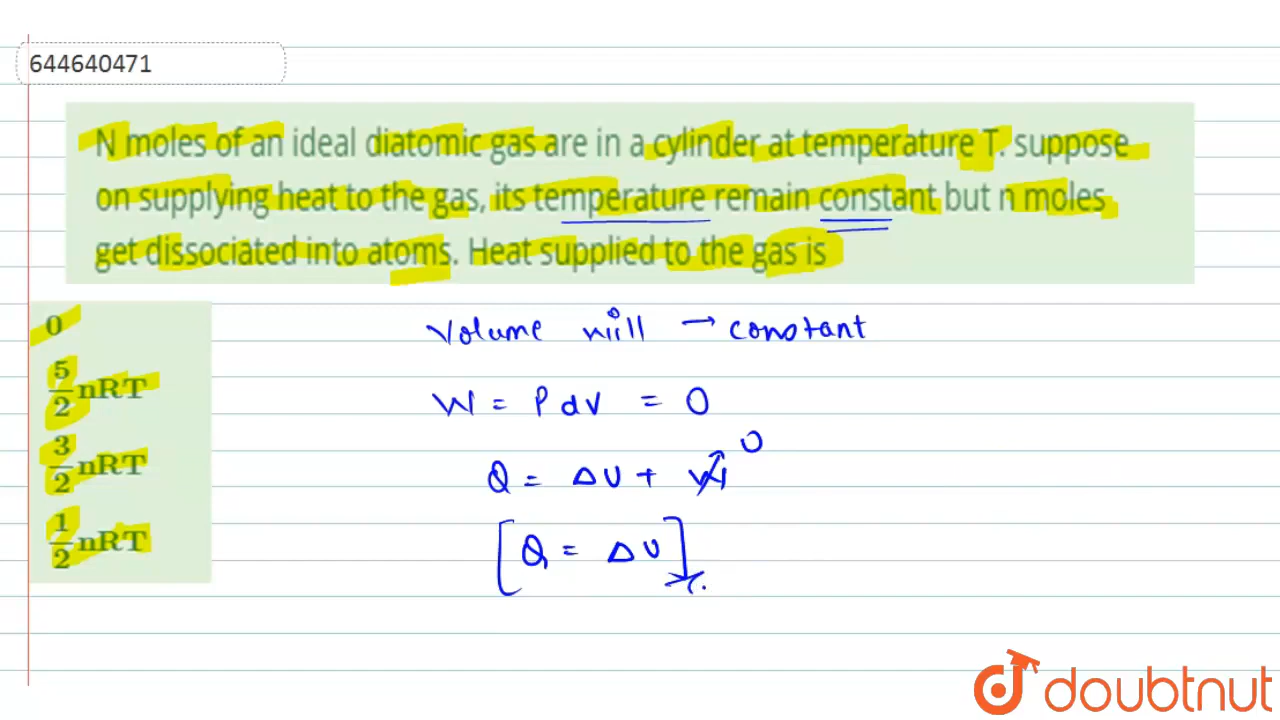 644640471
N moles of an ideal diatomic gas are in a cylinder at temperature T. suppose
on supplying heat to the gas, its temperature remain constant but n moles
get dissociated into atoms. Heat supplied to the gas is
0
5/2 nRT
3/2 nRT
1/2 nRT
Volume will → constant
W = P dV = 0
Q = ΔU + W 0
[Q = ΔU]
doubtnut